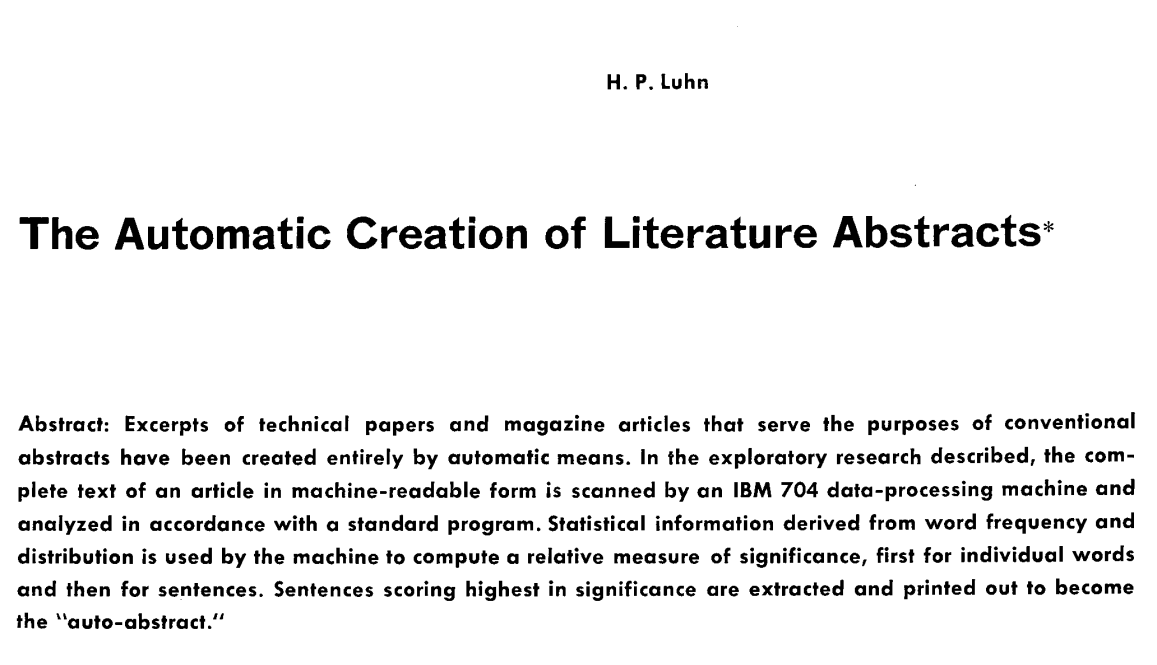 H. P. Luhn
The Automatic Creation of Literature Abstracts*
Abstract: Excerpts of technical papers and magazine articles that serve the purposes of conventional
abstracts have been created entirely by automatic means. In the exploratory research described, the com-
plete text of an article in machine-readable form is scanned by an IBM 704 data-processing machine and
analyzed in accordance with a standard program. Statistical information derived from word frequency and
distribution is used by the machine to compute a relative measure of significance, first for individual words
and then for sentences. Sentences scoring highest in significance are extracted and printed out to become
the "auto-abstract."